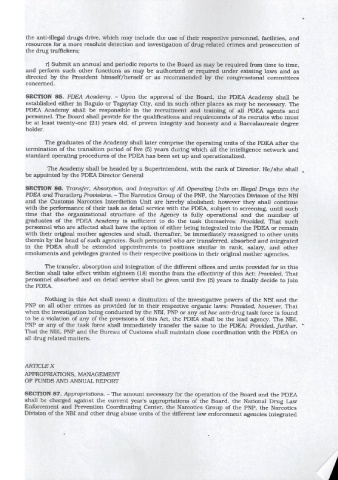 the anti-illegal drugs drive, which may include the use of their respective personnel, facilities, and
resources for a more resolute detection and investigation of drug-related crimes and prosecution of
the drug traffickers;
r) Submit an annual and periodic reports to the Board as may be required from time to time,
and perform such other functions as may be authorized or required under existing laws and as
directed by the President himself/herself or as recommended by the congressional committees
concerned.
SECTION 85. PDEA Academy. – Upon the approval of the Board, the PDEA Academy shall be
established either in Baguio or Tagaytay City, and in such other places as may be necessary. The
PDEA Academy shall be responsible in the recruitment and training of all PDEA agents and
personnel. The Board shall provide for the qualifications and requirements of its recruits who must
be at least twenty-one (21) years old, of proven integrity and honesty and a Baccalaureate degree
holder.
The graduates of the Academy shall later comprise the operating units of the PDEA after the
termination of the transition period of five (5) years during which all the intelligence network and
standard operating procedures of the PDEA has been set up and operationalized.
The Academy shall be headed by a Superintendent, with the rank of Director. He/she shall
be appointed by the PDEA Director General
SECTION 86. Transfer, Absorption, and Integration of All Operating Units on Illegal Drugs into the
PDEA and Transitory Provisions. – The Narcotics Group of the PNP, the Narcotics Division of the NBI
and the Customs Narcotics Interdiction Unit are hereby abolished; however they shall continue
with the performance of their task as detail service with the PDEA, subject to screening, until such
time that the organizational structure of the Agency is fully operational and the number of
graduates of the PDEA Academy is sufficient to do the task themselves: Provided, That such
personnel who are affected shall have the option of either being integrated into the PDEA or remain
with their original mother agencies and shall, thereafter, be immediately reassigned to other units
therein by the head of such agencies. Such personnel who are transferred, absorbed and integrated
in the PDEA shall be extended appointments to positions similar in rank, salary, and other
emoluments and privileges granted to their respective positions in their original mother agencies.
The transfer, absorption and integration of the different offices and units provided for in this
Section shall take effect within eighteen (18) months from the effectivity of this Act: Provided, That
personnel absorbed and on detail service shall be given until five (5) years to finally decide to join
the PDEA.
Nothing in this Act shall mean a diminution of the investigative powers of the NBI and the
PNP on all other crimes as provided for in their respective organic laws: Provided, however, That
when the investigation being conducted by the NBI, PNP or any ad hoc anti-drug task force is found
to be a violation of any of the provisions of this Act, the PDEA shall be the lead agency. The NBI,
PNP or any of the task force shall immediately transfer the same to the PDEA: Provided, further,
That the NBI, PNP and the Bureau of Customs shall maintain close coordination with the PDEA on
all drug related matters.
ARTICLE X
APPROPRIATIONS, MANAGEMENT
OF FUNDS AND ANNUAL REPORT
SECTION 87. Appropriations. – The amount necessary for the operation of the Board and the PDEA
shall be charged against the current year's appropriations of the Board, the National Drug Law
Enforcement and Prevention Coordinating Center, the Narcotics Group of the PNP, the Narcotics
Division of the NBI and other drug abuse units of the different law enforcement agencies integrated